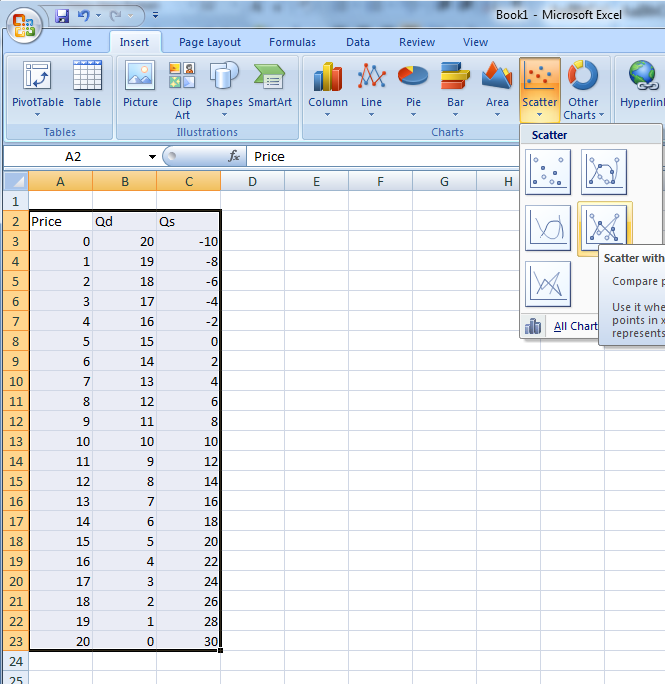 Book1 - Microsoft Excel
Home Insert Page Layout Formulas Data Review View
PivotTable Table Picture Clip Art Shapes SmartArt Column Line Pie Bar Area Scatter Other Charts Hyperlin
Tables Illustrations Charts
Scatter
A2 fx Price
A B C D E F G H
1
2 Price Qd Qs
3 0 20 -10
4 1 19 -8
5 2 18 -6
6 3 17 -4
7 4 16 -2
8 5 15 0
9 6 14 2
10 7 13 4
11 8 12 6
12 9 11 8
13 10 10 10
14 11 9 12
15 12 8 14
16 13 7 16
17 14 6 18
18 15 5 20
19 16 4 22
20 17 3 24
21 18 2 26
22 19 1 28
23 20 0 30
24
25
All Chart
Scatter with
Compare p
Use it whe
points in x
represents